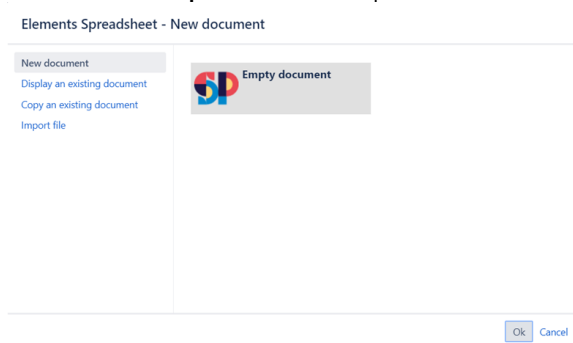 Elements Spreadsheet - New document
New document
Display an existing document
Copy an existing document
Import file
SP Empty document
Ok Cancel